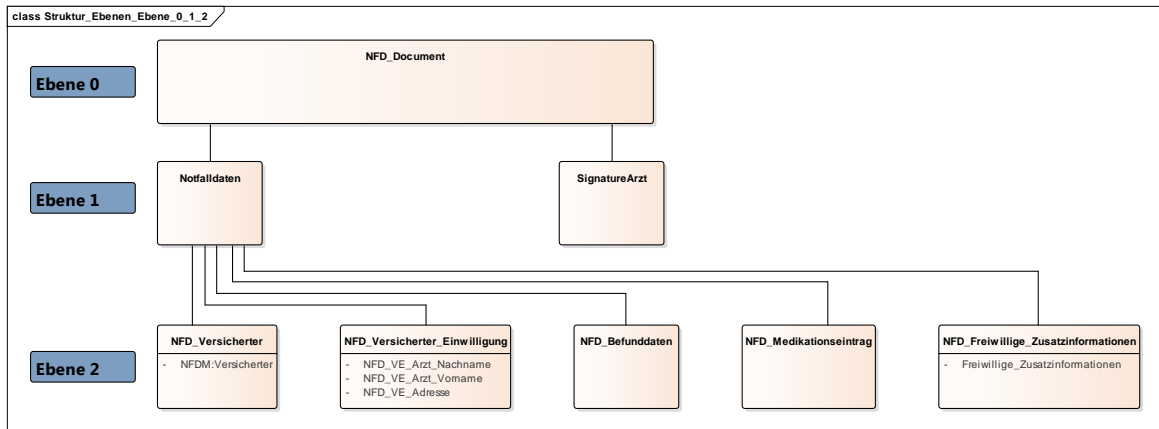 class Struktur_Ebenen_Ebene_0_1_2
Ebene 0
NFD_Document
Ebene 1
Notfalldaten
SignatureArzt
Ebene 2
NFD_Versicherter
- NFDM:Versicherter
NFD_Versicherter_Einwilligung
- NFD_VE_Arzt_Nachname
- NFD_VE_Arzt_Vorname
- NFD_VE_Adresse
NFD_Befunddaten
NFD_Medikationseintrag
NFD_Freiwillige_Zusatzinformationen
- Freiwillige_Zusatzinformationen